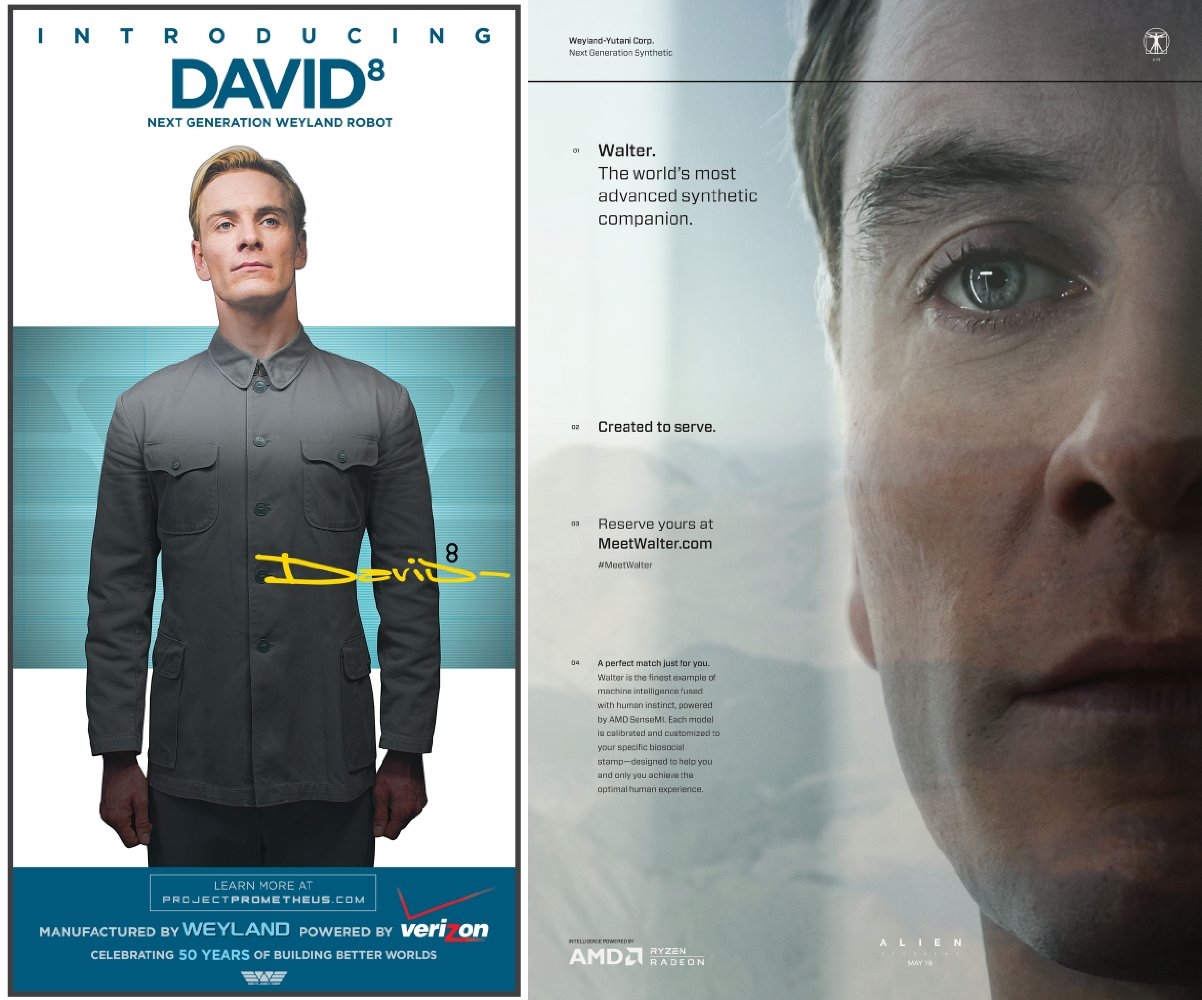 INTRODUCING
DAVID8
NEXT GENERATION WEYLAND ROBOT
DaviD8
LEARN MORE AT
PROJECTPROMETHEUS.COM
MANUFACTURED BY WEYLAND POWERED BY verizon
CELEBRATING 50 YEARS OF BUILDING BETTER WORLDS
WEYLAND CORP
Weyland-Yutani Corp.
Next Generation Synthetic
01 Walter.
The world's most
advanced synthetic
companion.
02 Created to serve.
03 Reserve yours at
MeetWalter.com
#MeetWalter
04 A perfect match just for you.
Walter is the finest example of
machine intelligence fused
with human instinct, powered
by AMD SenseMI. Each model
is calibrated and customized to
your specific biosocial
stamp—designed to help you
and only you achieve the
optimal human experience.
INTELLIGENCE POWERED BY
AMD RYZEN
RADEON
ALIEN
MAY 19